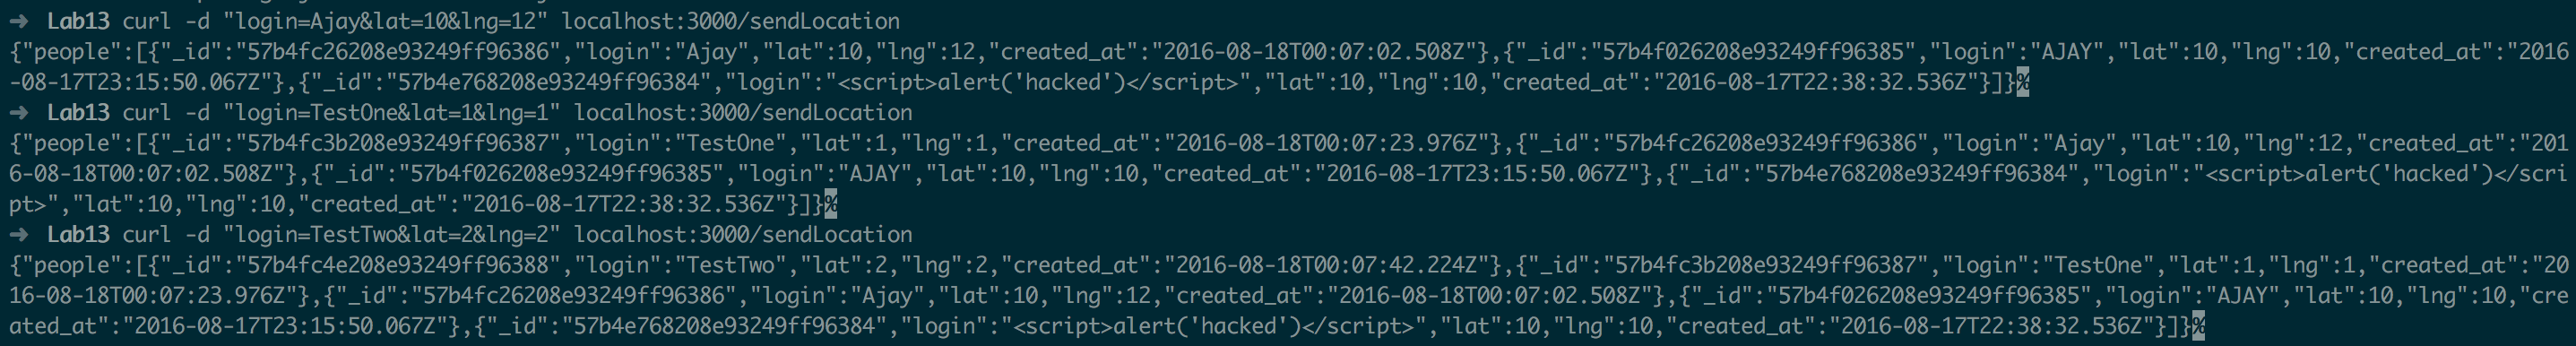 ➜ Lab13 curl -d "login=Ajay&lat=10&lng=12" localhost:3000/sendLocation
{"people":[{"_id":"57b4fc26208e93249ff96386","login":"Ajay","lat":10,"lng":12,"created_at":"2016-08-18T00:07:02.508Z"},{"_id":"57b4f026208e93249ff96385","login":"AJAY","lat":10,"lng":10,"created_at":"2016
-08-17T23:15:50.067Z"},{"_id":"57b4e768208e93249ff96384","login":"<script>alert('hacked')</script>","lat":10,"lng":10,"created_at":"2016-08-17T22:38:32.536Z"}]}%
➜ Lab13 curl -d "login=TestOne&lat=1&lng=1" localhost:3000/sendLocation
{"people":[{"_id":"57b4fc3b208e93249ff96387","login":"TestOne","lat":1,"lng":1,"created_at":"2016-08-18T00:07:23.976Z"},{"_id":"57b4fc26208e93249ff96386","login":"Ajay","lat":10,"lng":12,"created_at":"201
6-08-18T00:07:02.508Z"},{"_id":"57b4f026208e93249ff96385","login":"AJAY","lat":10,"lng":10,"created_at":"2016-08-17T23:15:50.067Z"},{"_id":"57b4e768208e93249ff96384","login":"<script>alert('hacked')</scri
pt>","lat":10,"lng":10,"created_at":"2016-08-17T22:38:32.536Z"}]}%
➜ Lab13 curl -d "login=TestTwo&lat=2&lng=2" localhost:3000/sendLocation
{"people":[{"_id":"57b4fc4e208e93249ff96388","login":"TestTwo","lat":2,"lng":2,"created_at":"2016-08-18T00:07:42.224Z"},{"_id":"57b4fc3b208e93249ff96387","login":"TestOne","lat":1,"lng":1,"created_at":"20
16-08-18T00:07:23.976Z"},{"_id":"57b4fc26208e93249ff96386","login":"Ajay","lat":10,"lng":12,"created_at":"2016-08-18T00:07:02.508Z"},{"_id":"57b4f026208e93249ff96385","login":"AJAY","lat":10,"lng":10,"cre
ated_at":"2016-08-17T23:15:50.067Z"},{"_id":"57b4e768208e93249ff96384","login":"<script>alert('hacked')</script>","lat":10,"lng":10,"created_at":"2016-08-17T22:38:32.536Z"}]}%